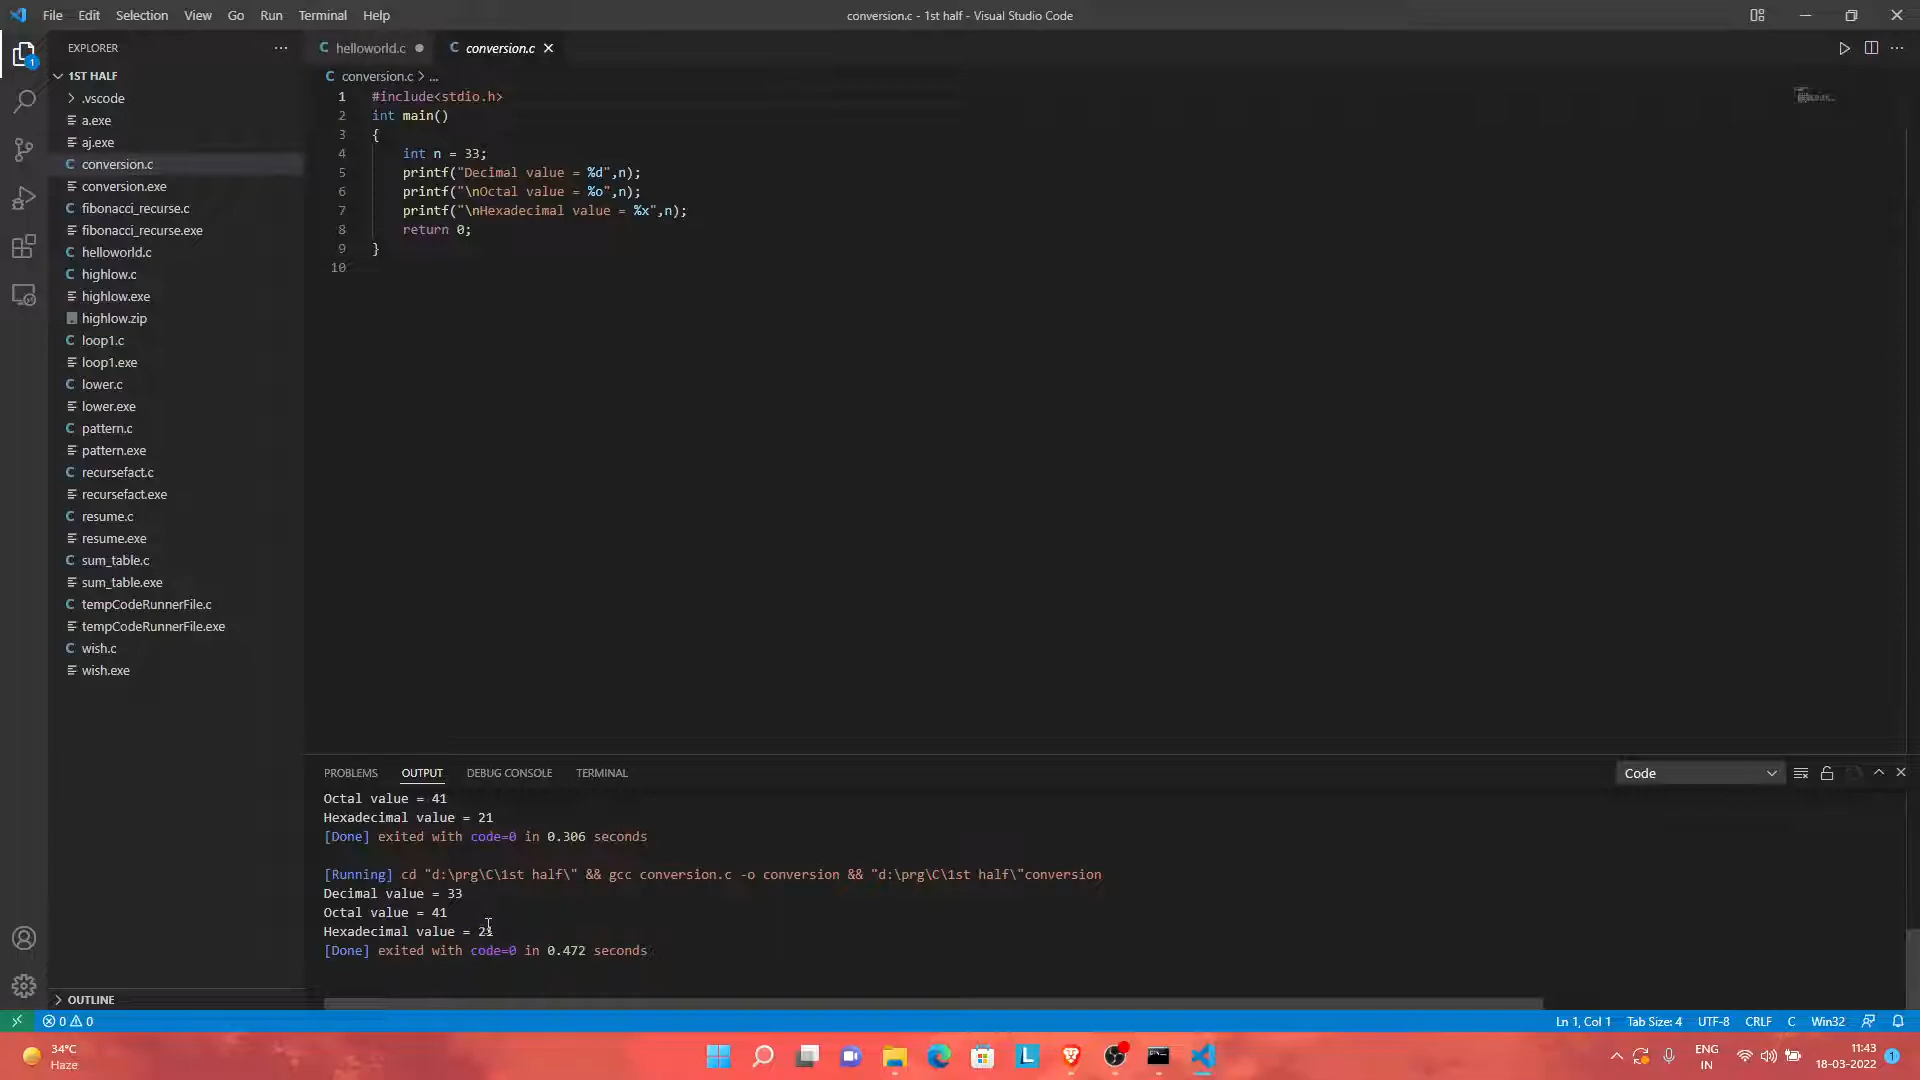 File Edit Selection View Go Run Terminal Help
conversion.c - 1st half - Visual Studio Code
EXPLORER
1
1ST HALF
.vscode
a.exe
aj.exe
conversion.c
conversion.exe
fibonacci_recurse.c
fibonacci_recurse.exe
helloworld.c
highlow.c
highlow.exe
highlow.zip
loop1.c
loop1.exe
lower.c
lower.exe
pattern.c
pattern.exe
recursefact.c
recursefact.exe
resume.c
resume.exe
sum_table.c
sum_table.exe
tempCodeRunnerFile.c
tempCodeRunnerFile.exe
wish.c
wish.exe
OUTLINE
C helloworld.c C conversion.c
C conversion.c > ...
1 #include<stdio.h>
2 int main()
3 {
4 int n = 33;
5 printf("Decimal value = %d",n);
6 printf("\nOctal value = %o",n);
7 printf("\nHexadecimal value = %x",n);
8 return 0;
9 }
10
PROBLEMS OUTPUT DEBUG CONSOLE TERMINAL
Code
Octal value = 41
Hexadecimal value = 21
[Done] exited with code=0 in 0.306 seconds
[Running] cd "d:\prg\C\1st half\" && gcc conversion.c -o conversion && "d:\prg\C\1st half\"conversion
Decimal value = 33
Octal value = 41
Hexadecimal value = 21
[Done] exited with code=0 in 0.472 seconds
0 0
Ln 1, Col 1 Tab Size: 4 UTF-8 CRLF C Win32
34°C
Haze
L
ENG
IN
11:43
18-03-2022
1